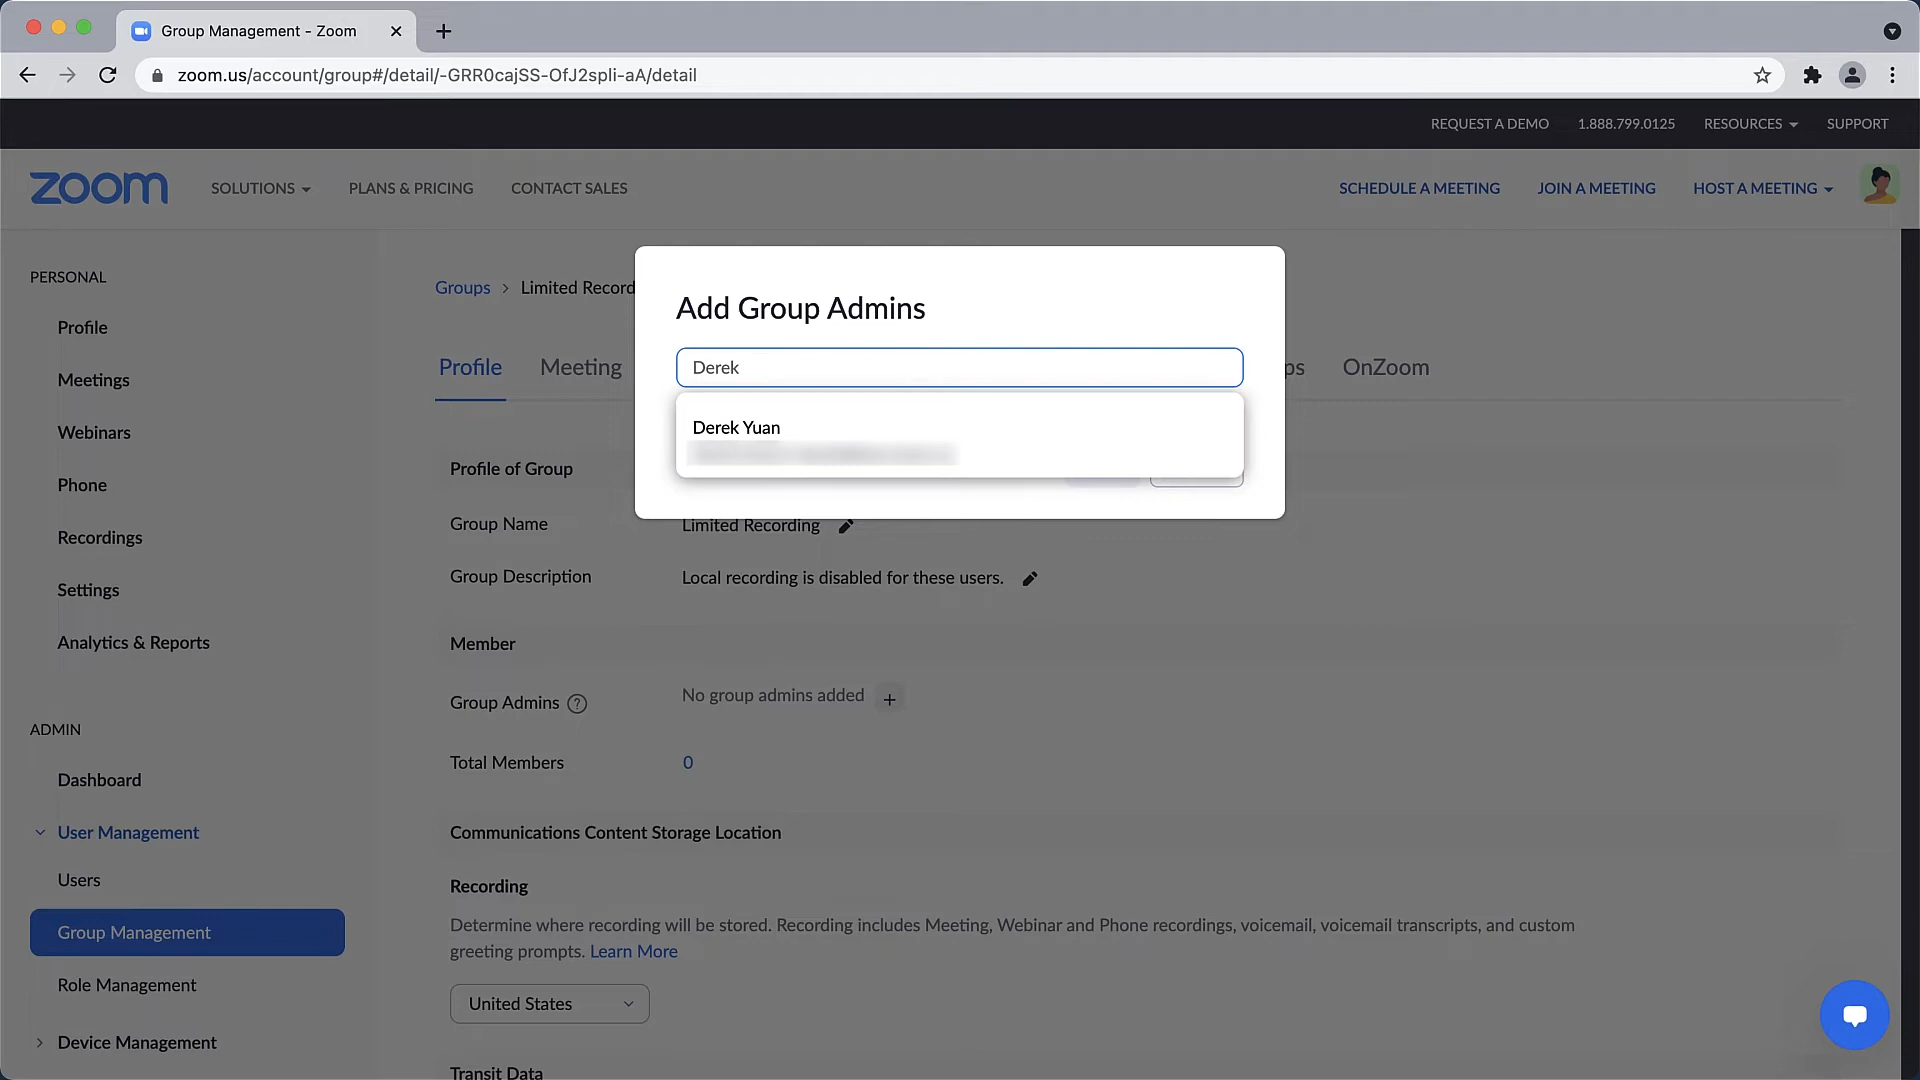 Group Management - Zoom
zoom.us/account/group#/detail/-GRR0cajSS-OfJ2spli-aA/detail
REQUEST A DEMO 1.888.799.0125 RESOURCES SUPPORT
zoom SOLUTIONS PLANS & PRICING CONTACT SALES SCHEDULE A MEETING JOIN A MEETING HOST A MEETING
PERSONAL
Profile
Meetings
Webinars
Phone
Recordings
Settings
Analytics & Reports
ADMIN
Dashboard
User Management
Users
Group Management
Role Management
Device Management
Groups > Limited Record
Profile Meeting ps OnZoom
Add Group Admins
Derek
Derek Yuan
Profile of Group
Group Name Limited Recording
Group Description Local recording is disabled for these users.
Member
Group Admins ? No group admins added +
Total Members 0
Communications Content Storage Location
Recording
Determine where recording will be stored. Recording includes Meeting, Webinar and Phone recordings, voicemail, voicemail transcripts, and custom
greeting prompts. Learn More
United States
Transit Data